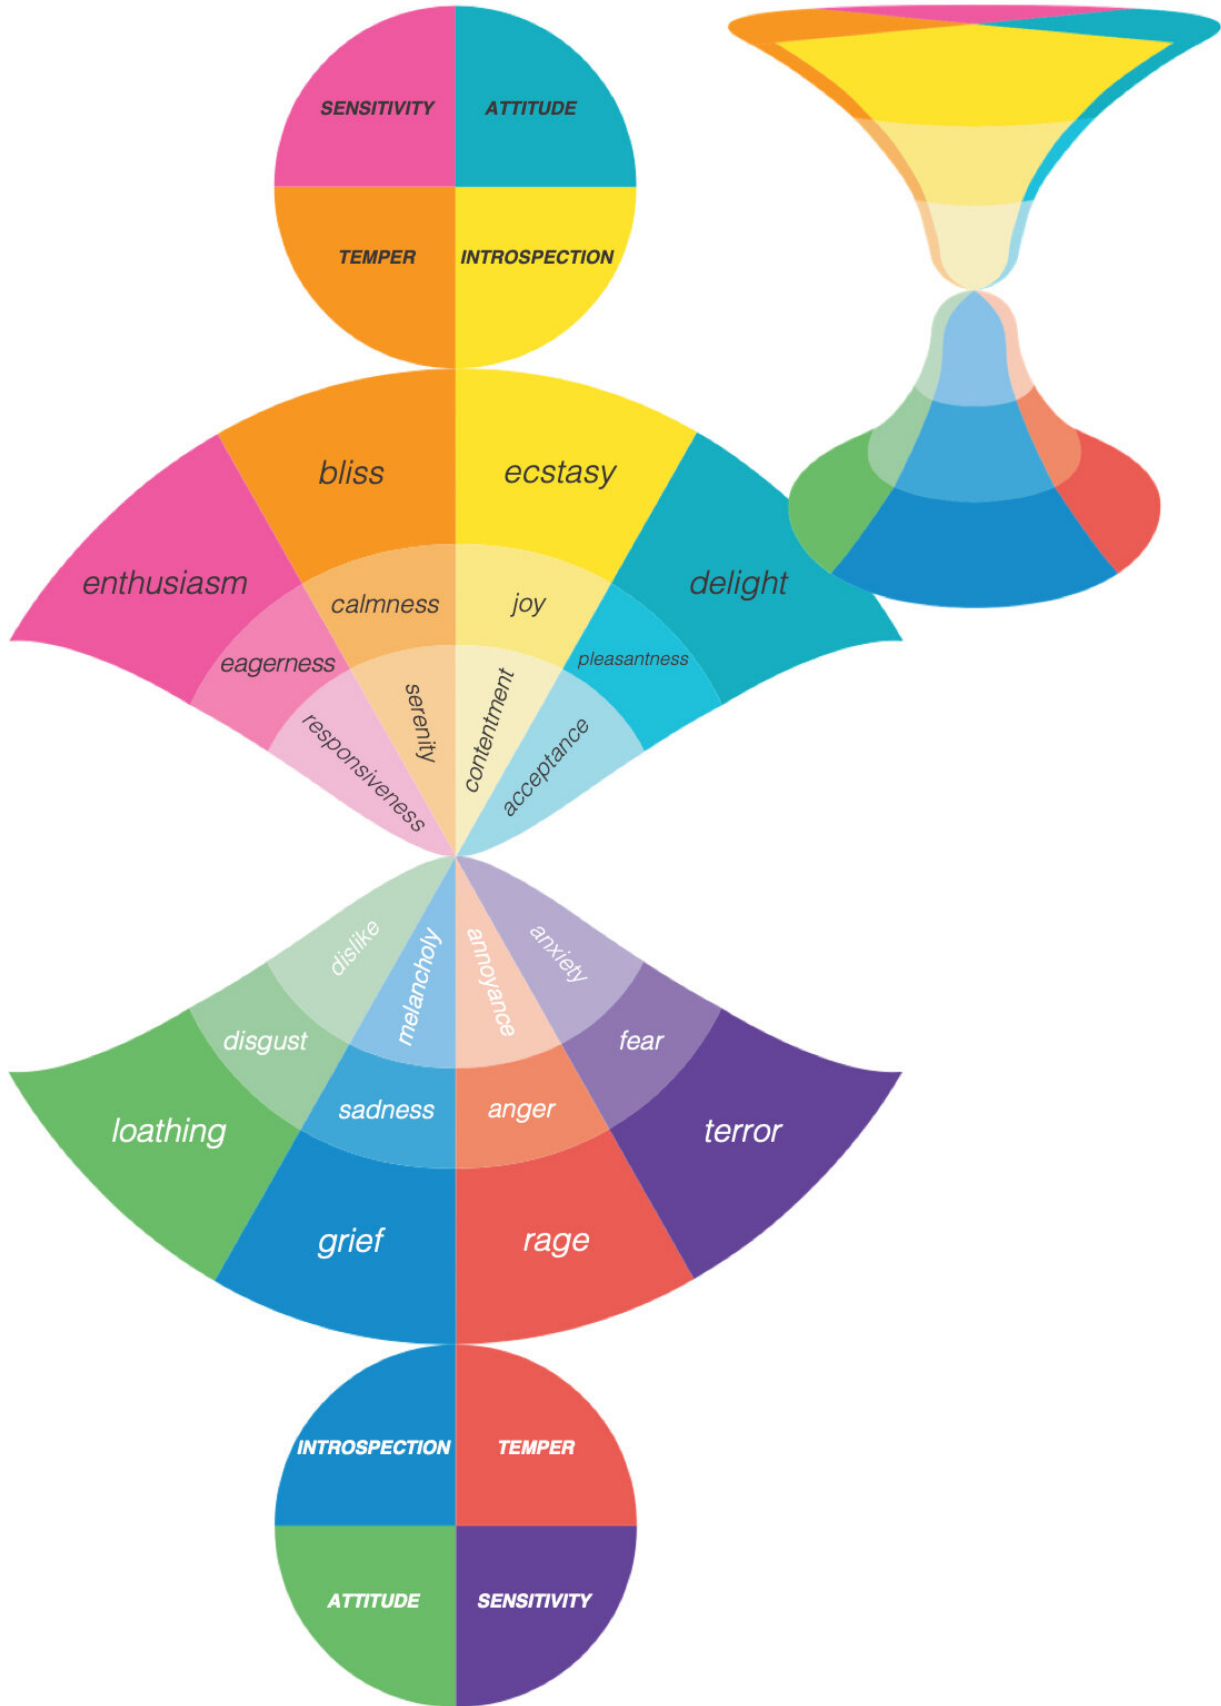 SENSITIVITY
ATTITUDE
TEMPER
INTROSPECTION
bliss
ecstasy
enthusiasm
delight
calmness
joy
eagerness
pleasantness
responsiveness
serenity
contentment
acceptance
dislike
melancholy
annoyance
anxiety
disgust
fear
sadness
anger
loathing
terror
grief
rage
INTROSPECTION
TEMPER
ATTITUDE
SENSITIVITY